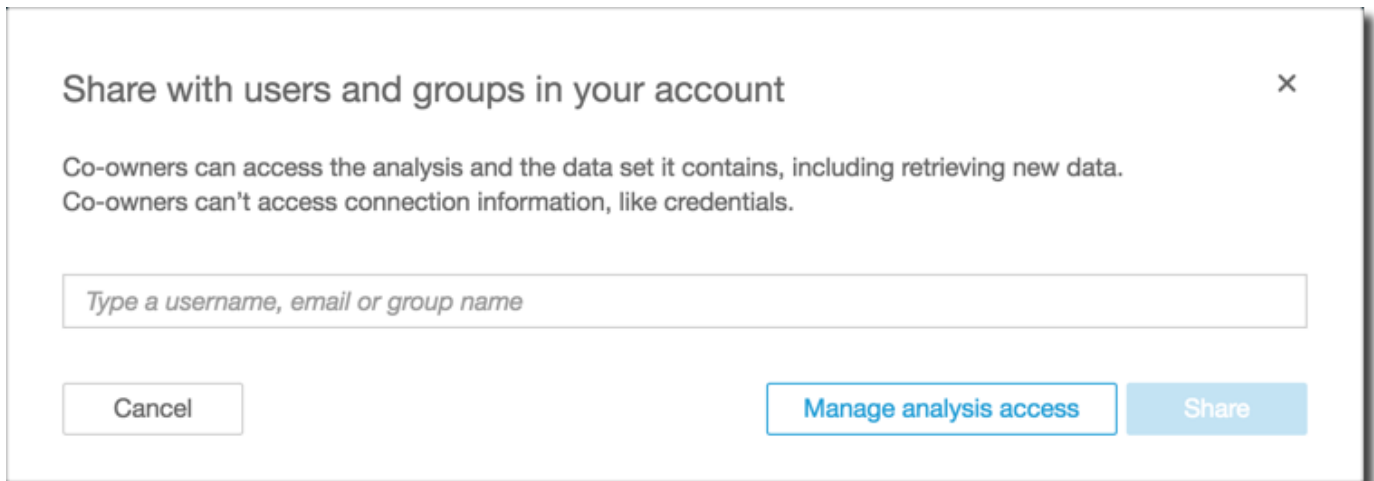 Share with users and groups in your account
×
Co-owners can access the analysis and the data set it contains, including retrieving new data.
Co-owners can't access connection information, like credentials.
Type a username, email or group name
Cancel
Manage analysis access
Share